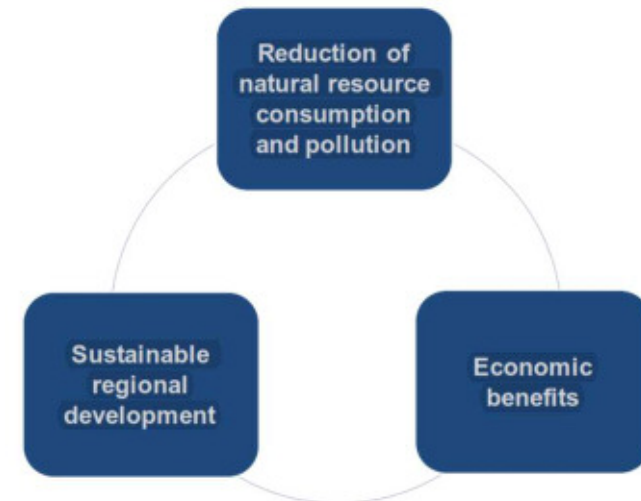 Reduction of
natural resource
consumption
and pollution
Sustainable
regional
development
Economic
benefits